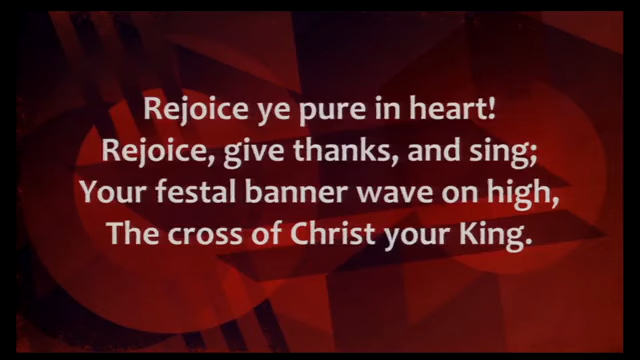 Rejoice ye pure in heart!
Rejoice, give thanks, and sing;
Your festal banner wave on high,
The cross of Christ your King.